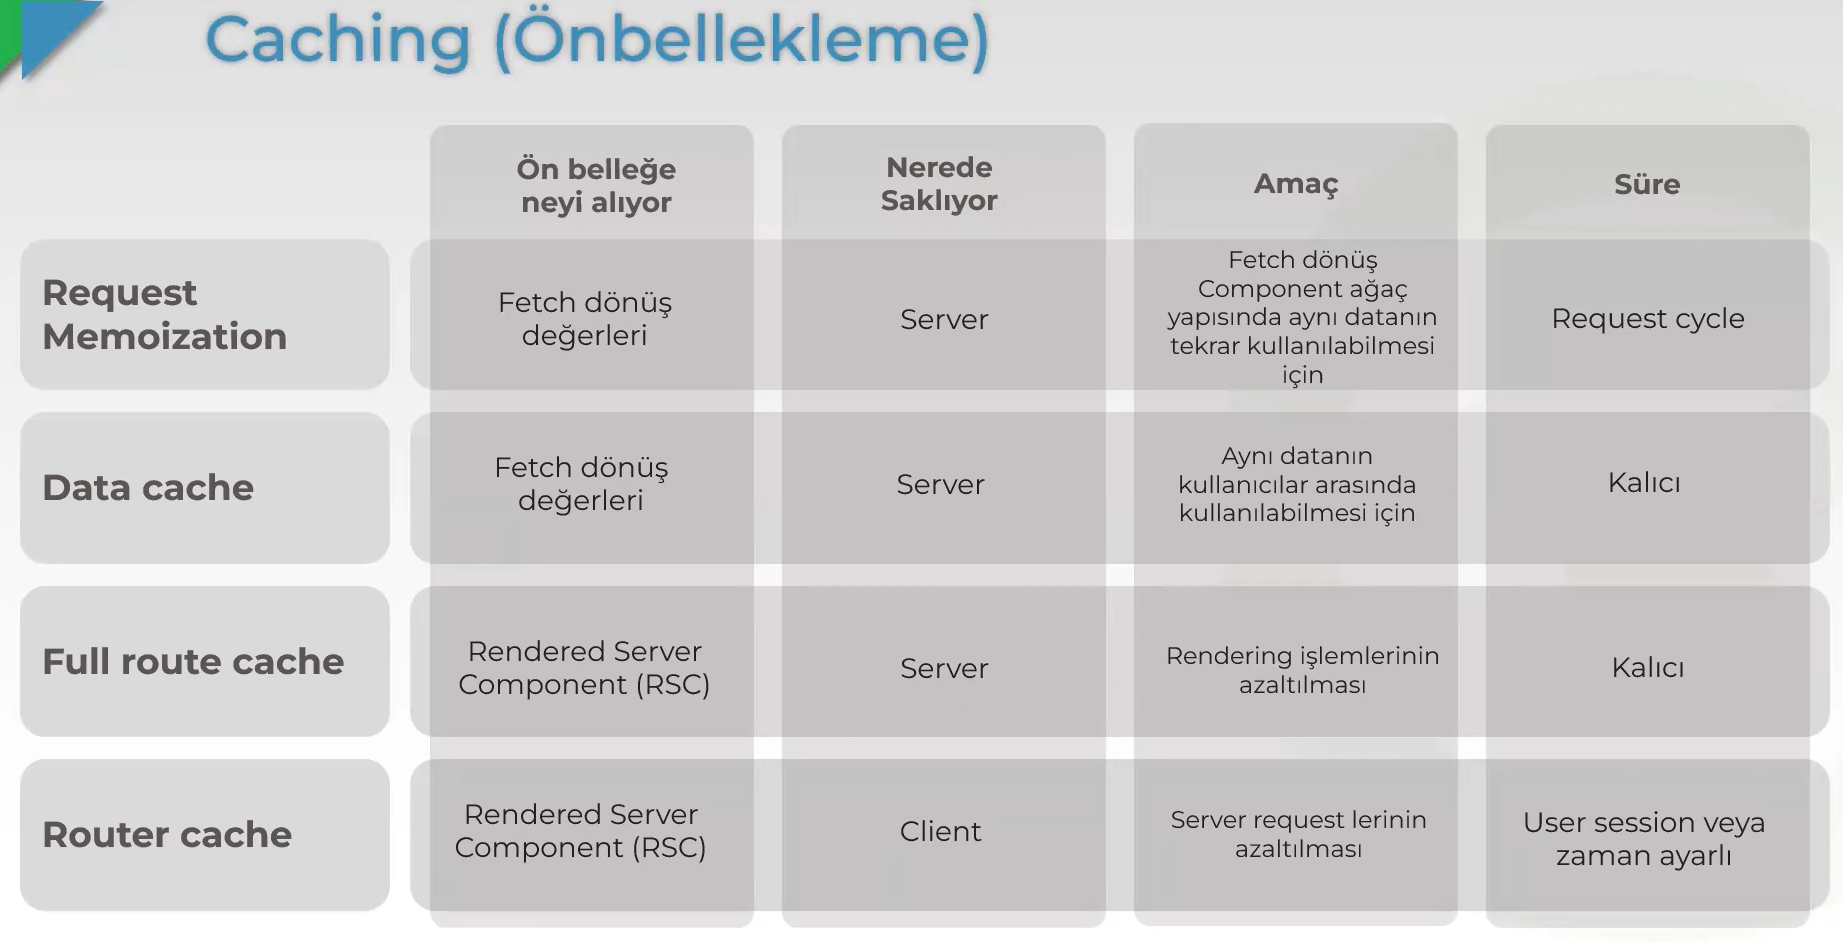 Caching (Önbellekleme)
Ön belleğe
neyi alıyor
Nerede
Saklıyor
Amaç
Süre
Request
Memoization
Fetch dönüş
değerleri
Server
Fetch dönüş
Component ağaç
yapısında aynı datanın
tekrar kullanılabilmesi
için
Request cycle
Data cache
Fetch dönüş
değerleri
Server
Aynı datanın
kullanıcılar arasında
kullanılabilmesi için
Kalıcı
Full route cache
Rendered Server
Component (RSC)
Server
Rendering işlemlerinin
azaltılması
Kalıcı
Router cache
Rendered Server
Component (RSC)
Client
Server request lerinin
azaltılması
User session veya
zaman ayarlı